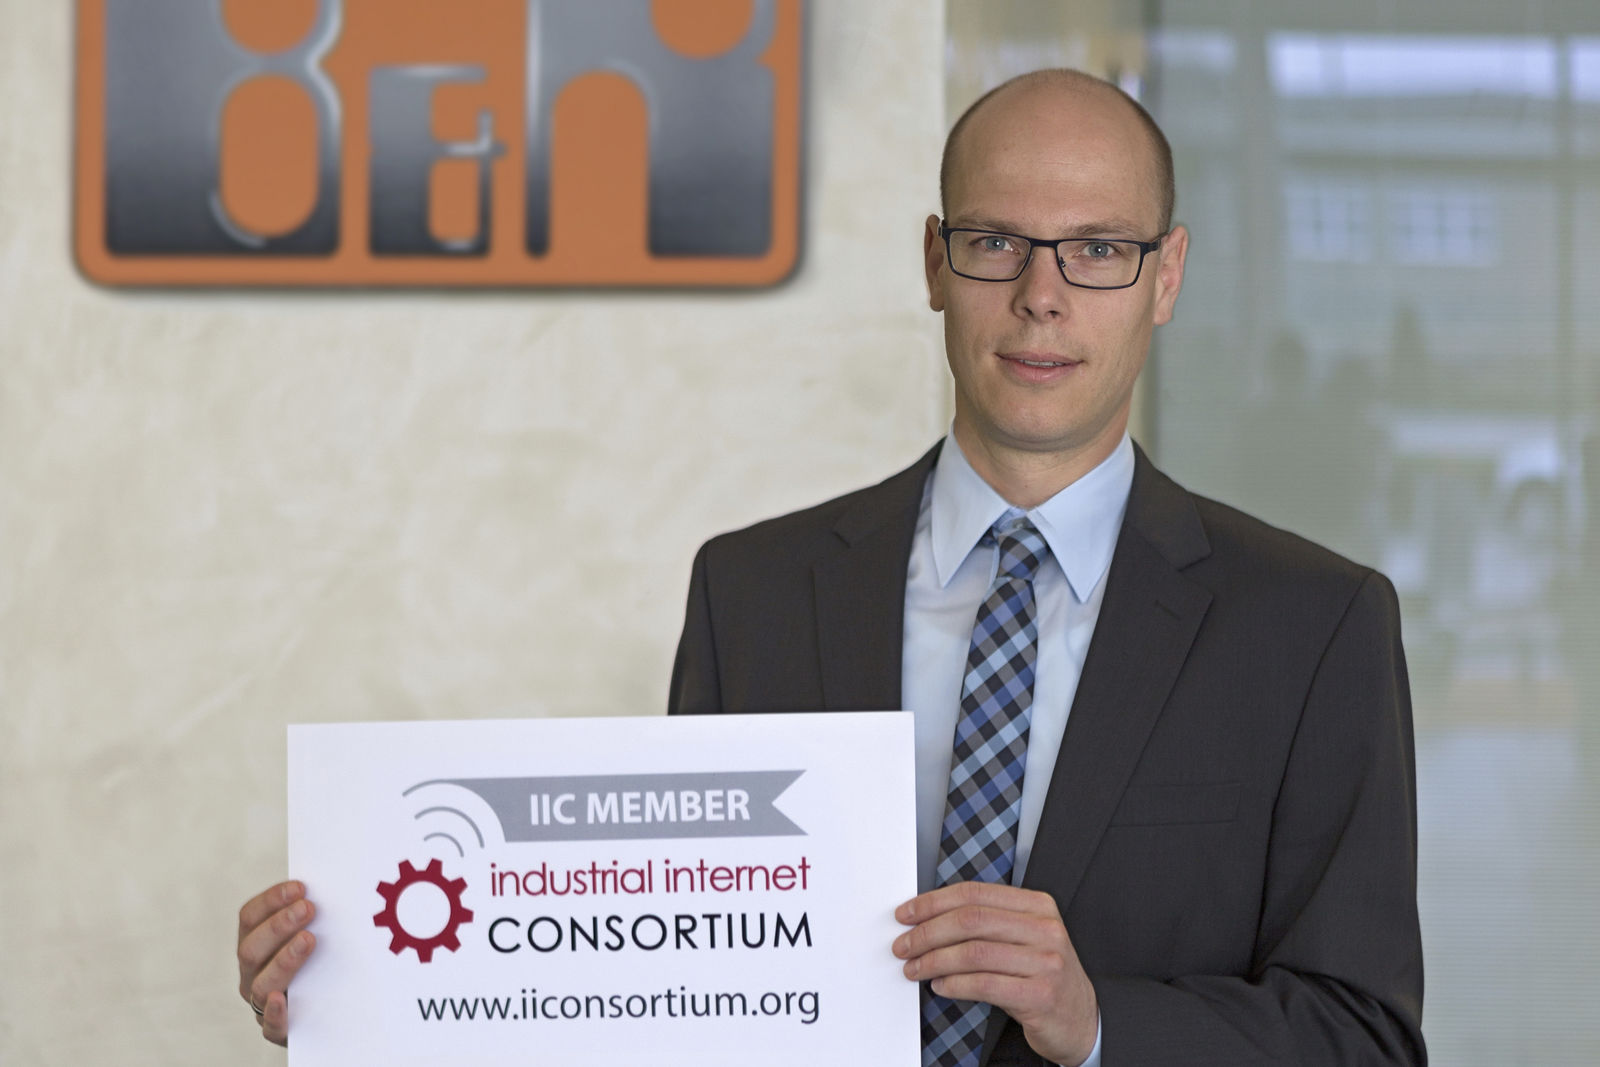 B&R
IIC MEMBER
industrial internet
CONSORTIUM
www.iiconsortium.org